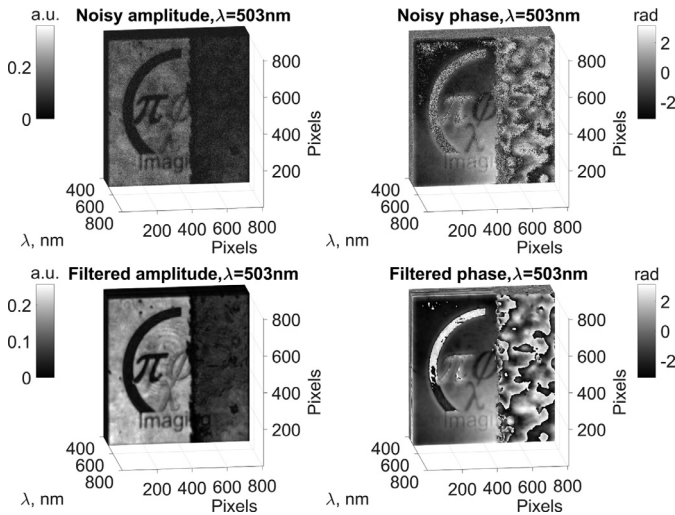 a.u.
Noisy amplitude,λ=503nm
0.2
0
π ϕ
λ
Imaging
800
600
400
200
Pixels
400
600
800
λ, nm
200 400 600 800
Pixels
Noisy phase,λ=503nm
rad
2
0
-2
π ϕ
λ
Imaging
800
600
400
200
Pixels
400
600
800
λ, nm
200 400 600 800
Pixels
a.u.
Filtered amplitude,λ=503nm
0.2
0.1
0
π ϕ
λ
Imaging
800
600
400
200
Pixels
400
600
800
λ, nm
200 400 600 800
Pixels
Filtered phase,λ=503nm
rad
2
0
-2
π ϕ
λ
Imaging
800
600
400
200
Pixels
400
600
800
λ, nm
200 400 600 800
Pixels